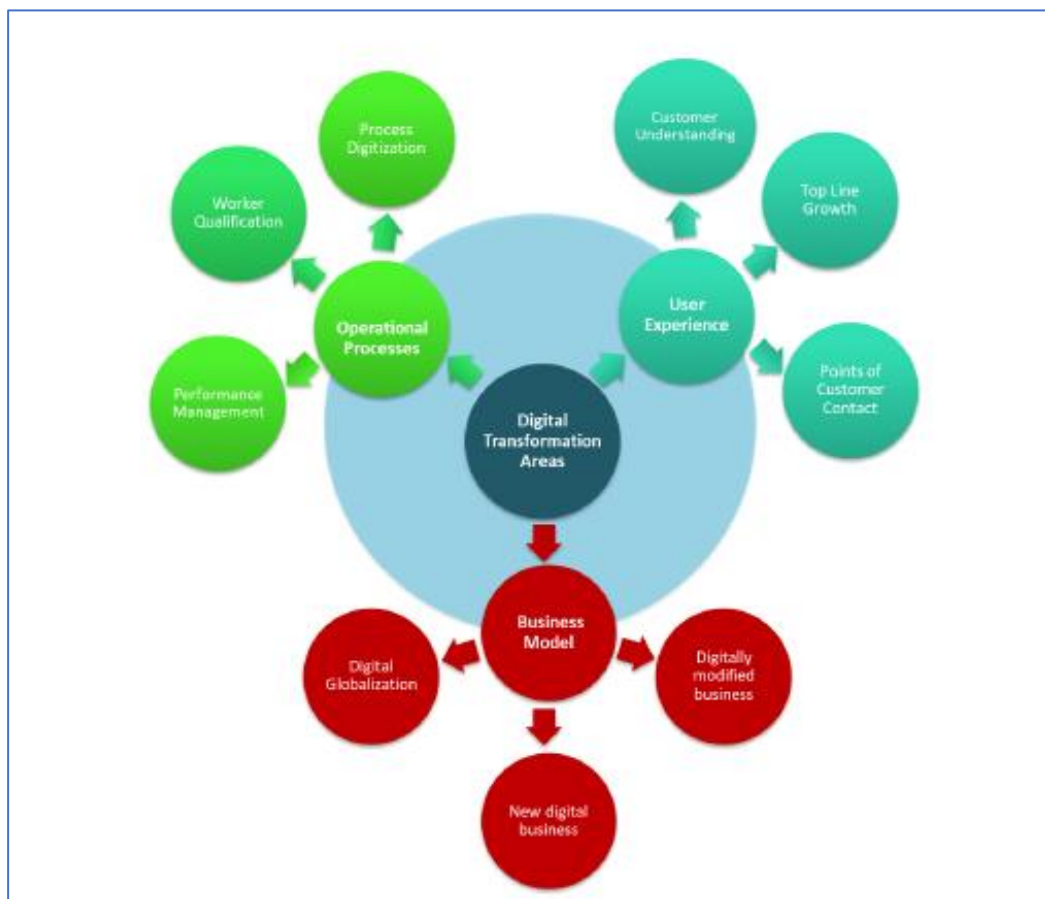 Process
Digitization
Customer
Understanding
Worker
Qualification
Top Line
Growth
Operational
Processes
User
Experience
Performance
Management
Points of
Customer
Contact
Digital
Transformation
Areas
Business
Model
Digital
Globalization
Digitally
modified
business
New digital
business